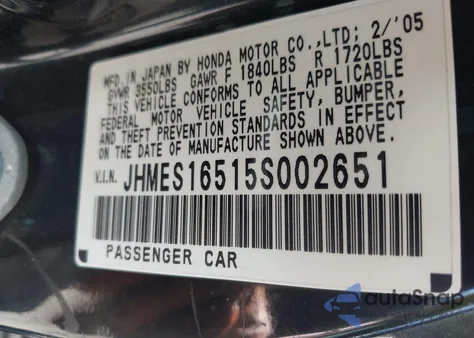 MFD. IN JAPAN BY HONDA MOTOR CO.,LTD; 2/'05
GVWR 3550LBS GAWR F 1840LBS R 1720LBS
THIS VEHICLE CONFORMS TO ALL APPLICABLE
FEDERAL MOTOR VEHICLE SAFETY, BUMPER,
AND THEFT PREVENTION STANDARDS IN EFFECT
ON THE DATE OF MANUFACTURE SHOWN ABOVE.
V.I.N. JHMES16515S002651
PASSENGER CAR
autoSnap